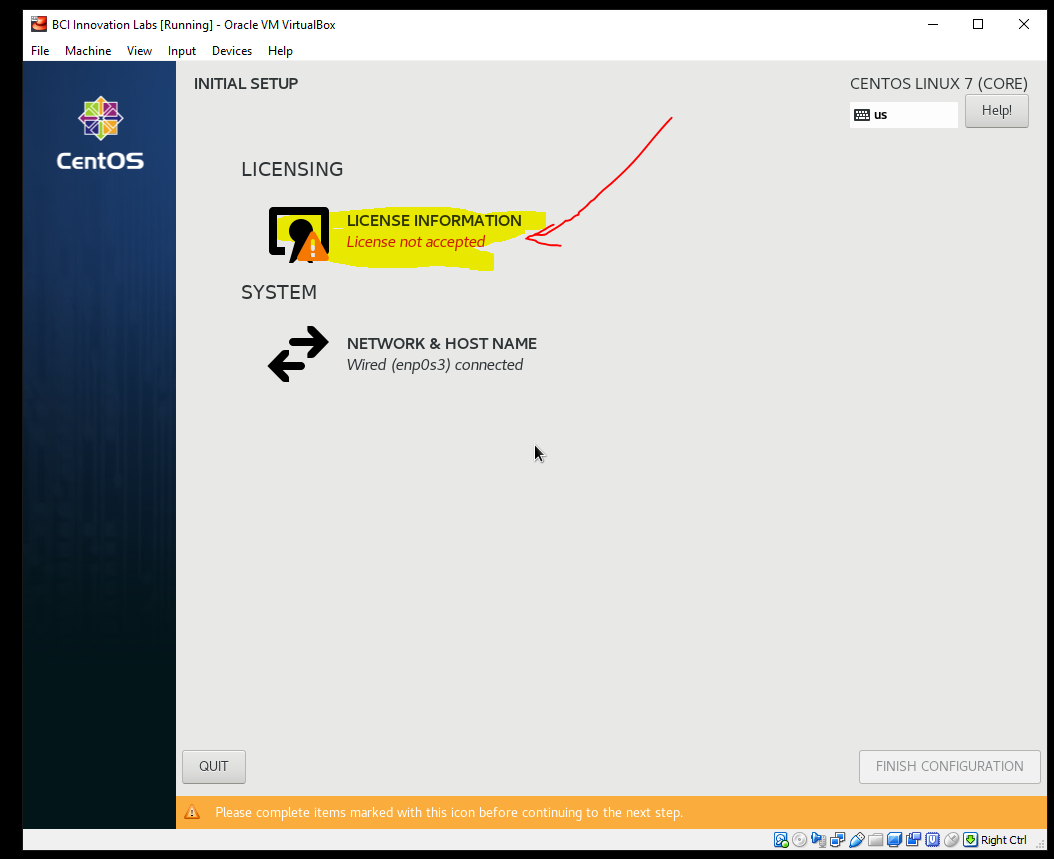 BCI Innovation Labs [Running] - Oracle VM VirtualBox
File Machine View Input Devices Help
CentOS
INITIAL SETUP
CENTOS LINUX 7 (CORE)
us
Help!
LICENSING
LICENSE INFORMATION
License not accepted
SYSTEM
NETWORK & HOST NAME
Wired (enp0s3) connected
QUIT
FINISH CONFIGURATION
Please complete items marked with this icon before continuing to the next step.
Right Ctrl